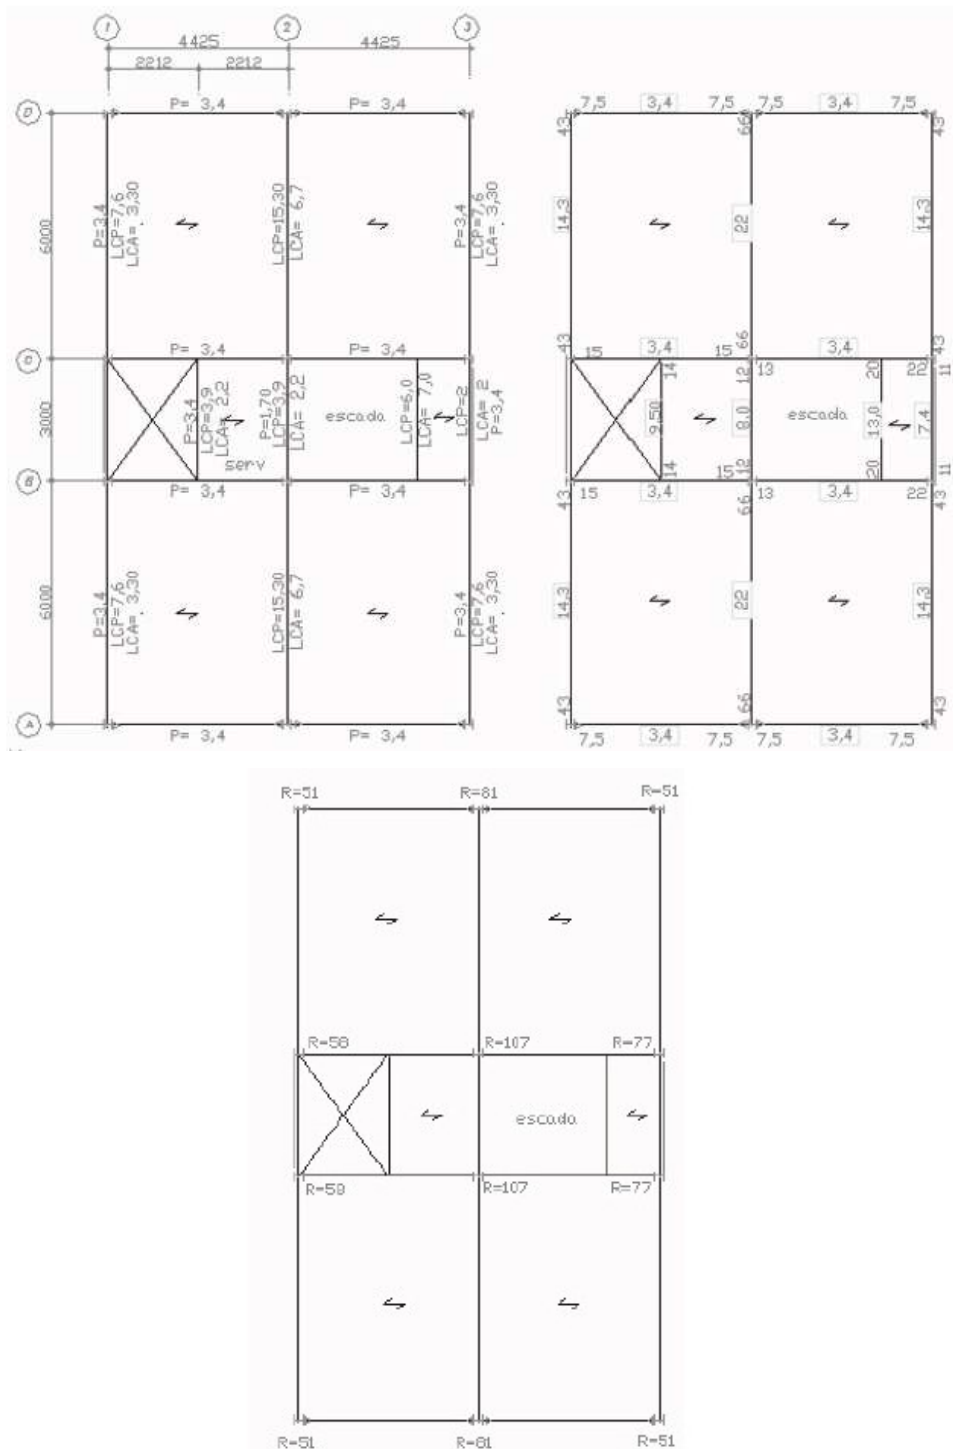 1 2 3
4425 4425
2212 2212
P= 3,4 P= 3,4
D
6000
P=3,4
LCP=7,6
LCA= 3,30
LCP=15,30
LCA= 6,7
P=3,4
LCP=7,6
LCA= 3,30
C
P= 3,4 P= 3,4
3000
P=3,4
LCP=3,9
LCA= 2,2
serv
P=1,70
LCP=3,9
LCA= 2,2
escada
LCP=6,0
LCA= 7,0
LCP=2
LCA= 2
P=3,4
B
P= 3,4 P= 3,4
6000
P=3,4
LCP=7,6
LCA= 3,30
LCP=15,30
LCA= 6,7
P=3,4
LCP=7,6
LCA= 3,30
A
P= 3,4 P= 3,4
7,5 3,4 7,5 7,5 3,4 7,5
43 66 43
14,3 22 14,3
43 66 43
15 3,4 15 3,4
14 12 13 20 22 11
9,50 8,0 escada 13,0 7,4
14 12 20 11
15 3,4 15 13 3,4 22
43 66 43
14,3 22 14,3
43 66 43
7,5 3,4 7,5 7,5 3,4 7,5
R=51 R=81 R=51
R=58 R=107 R=77
escada
R=59 R=107 R=77
R=51 R=81 R=51